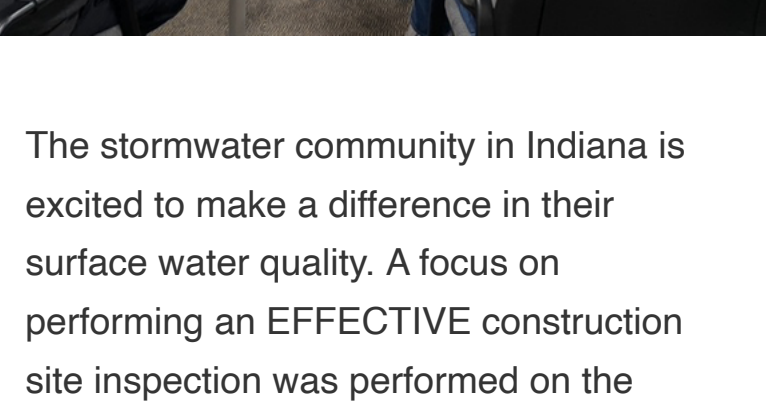 The stormwater community in Indiana is
excited to make a difference in their
surface water quality. A focus on
performing an EFFECTIVE construction
site inspection was performed on the